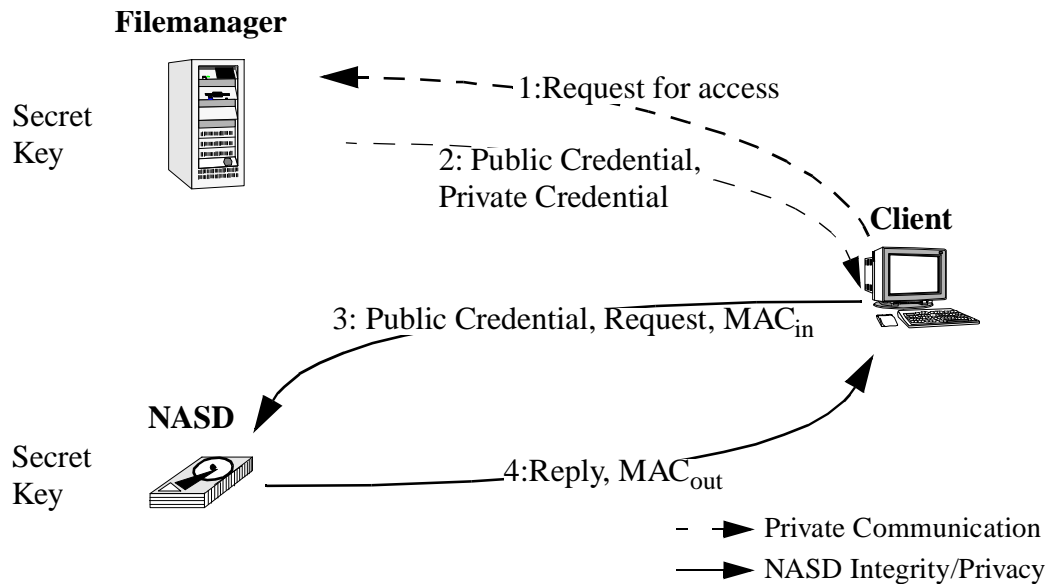 Filemanager
Secret
Key
1:Request for access
2: Public Credential,
Private Credential
Client
3: Public Credential, Request, MACin
NASD
Secret
Key
4:Reply, MACout
Private Communication
NASD Integrity/Privacy